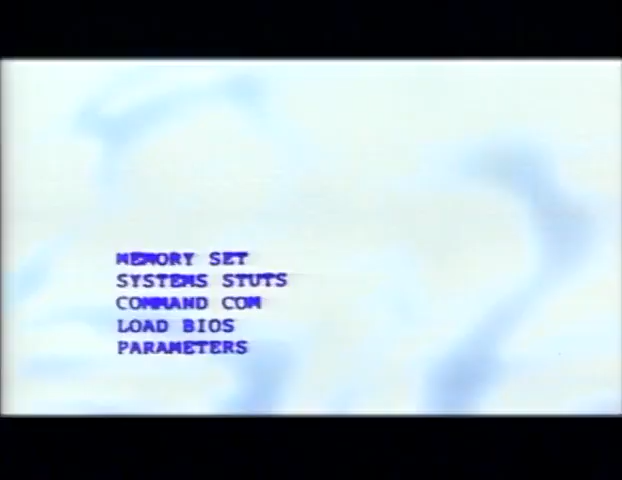 MEMORY SET
SYSTEMS STUTS
COMMAND COM
LOAD BIOS
PARAMETERS